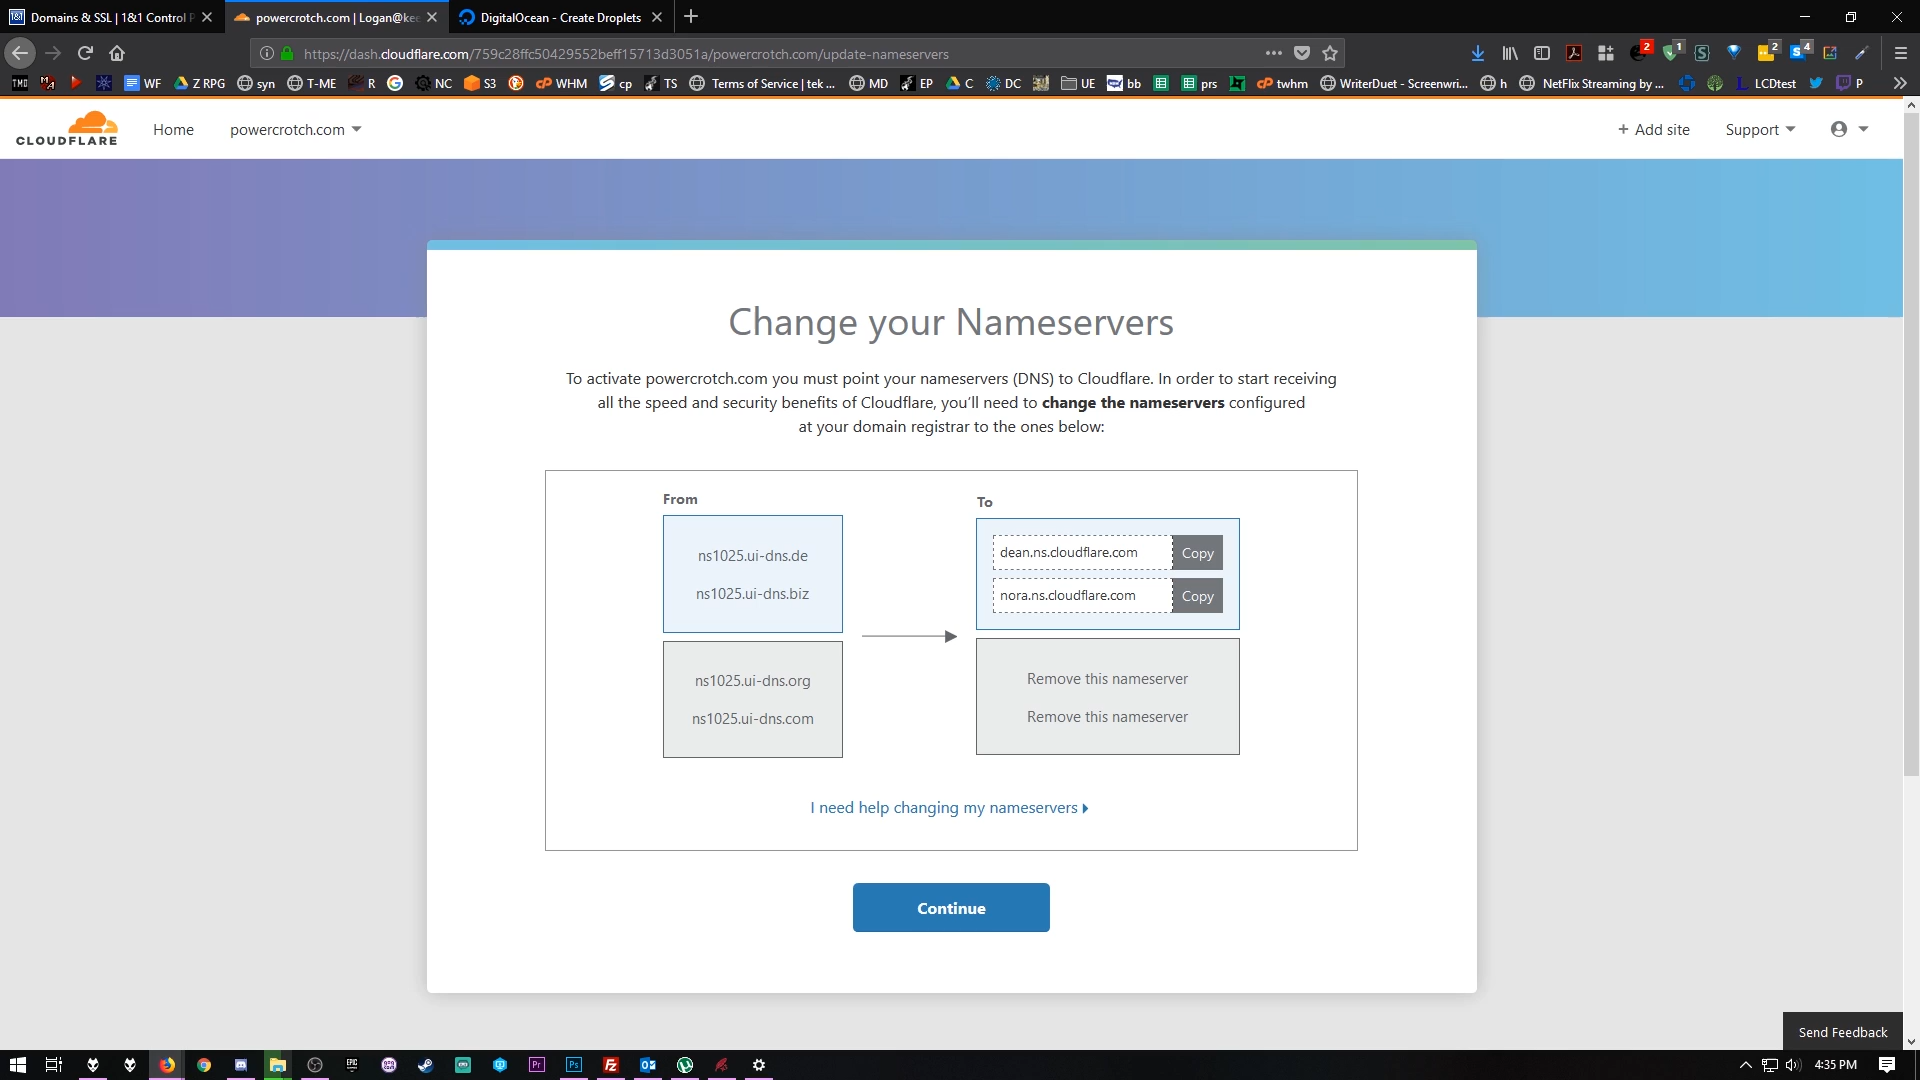 Domains & SSL | 1&1 Control P
powercrotch.com | Logan@kee
DigitalOcean - Create Droplets
https://dash.cloudflare.com/759c28ffc50429552beff15713d3051a/powercrotch.com/update-nameservers
2 1 2 4
WF Z RPG syn T-ME R NC S3 WHM cp TS Terms of Service | tek ... MD EP C DC UE bb prs twhm WriterDuet - Screenwri... h NetFlix Streaming by ... LCDtest P
CLOUDFLARE
Home
powercrotch.com
+ Add site
Support
Change your Nameservers
To activate powercrotch.com you must point your nameservers (DNS) to Cloudflare. In order to start receiving
all the speed and security benefits of Cloudflare, you'll need to change the nameservers configured
at your domain registrar to the ones below:
From
ns1025.ui-dns.de
ns1025.ui-dns.biz
ns1025.ui-dns.org
ns1025.ui-dns.com
To
dean.ns.cloudflare.com Copy
nora.ns.cloudflare.com Copy
Remove this nameserver
Remove this nameserver
I need help changing my nameservers
Continue
Send Feedback
4:35 PM